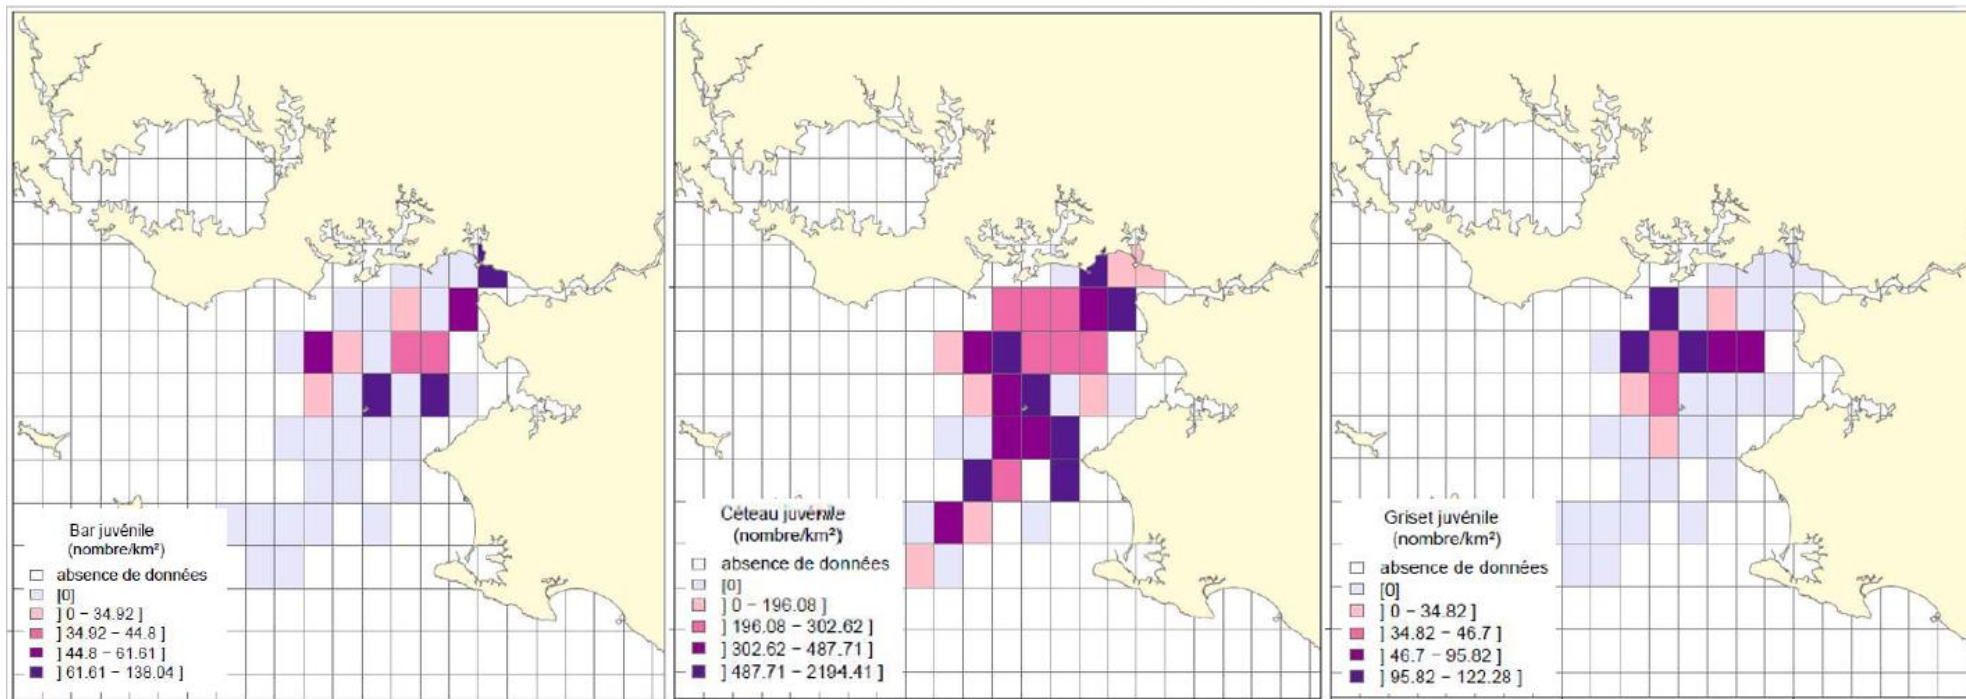 Bar juvénile
(nombre/km²)
absence de données
[0]
] 0 – 34.92 ]
] 34.92 – 44.8 ]
] 44.8 – 61.61 ]
] 61.61 – 138.04 ]
Céteau juvénile
(nombre/km²)
absence de données
[0]
] 0 – 196.08 ]
] 196.08 – 302.62 ]
] 302.62 – 487.71 ]
] 487.71 – 2194.41 ]
Griset juvénile
(nombre/km²)
absence de données
[0]
] 0 – 34.82 ]
] 34.82 – 46.7 ]
] 46.7 – 95.82 ]
] 95.82 – 122.28 ]